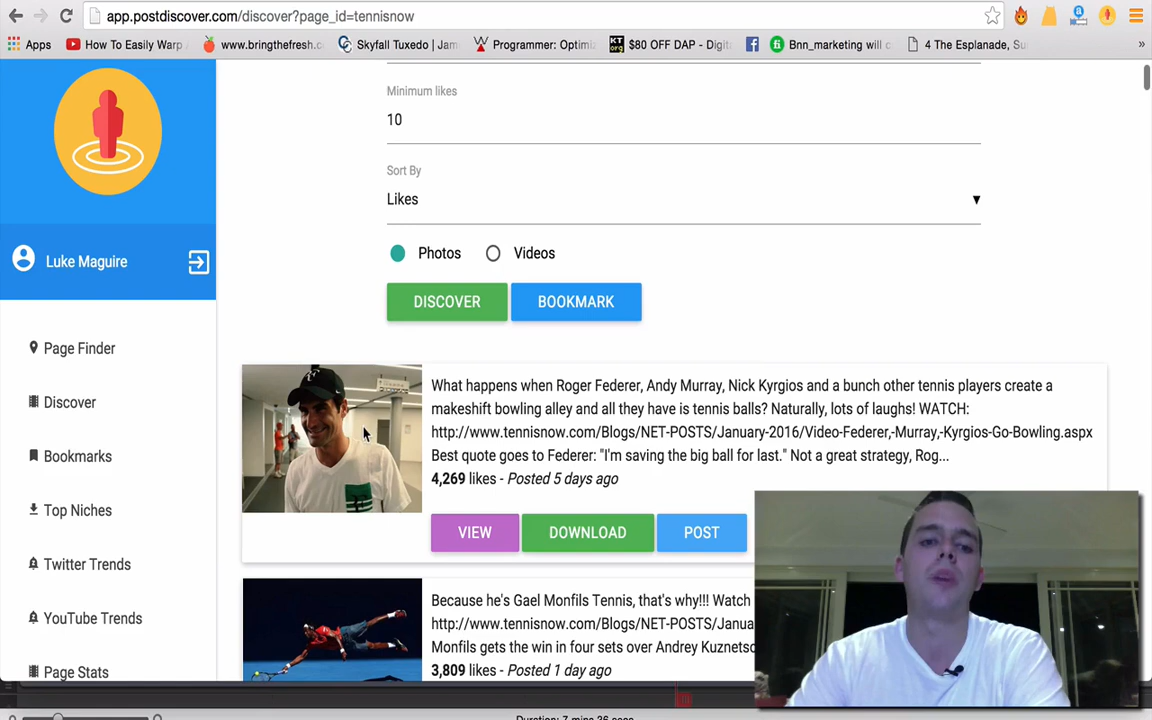 app.postdiscover.com/discover?page_id=tennisnow
Apps How To Easily Warp www.bringthefresh.c Skyfall Tuxedo | Jam Programmer: Optimi $80 OFF DAP - Digit Bnn_marketing will c 4 The Esplanade, Su »
Minimum likes
10
Sort By
Likes
Photos Videos
DISCOVER BOOKMARK
Luke Maguire
Page Finder
Discover
Bookmarks
Top Niches
Twitter Trends
YouTube Trends
Page Stats
What happens when Roger Federer, Andy Murray, Nick Kyrgios and a bunch other tennis players create a
makeshift bowling alley and all they have is tennis balls? Naturally, lots of laughs! WATCH:
http://www.tennisnow.com/Blogs/NET-POSTS/January-2016/Video-Federer,-Murray,-Kyrgios-Go-Bowling.aspx
Best quote goes to Federer: "I'm saving the big ball for last." Not a great strategy, Rog...
4,269 likes - Posted 5 days ago
VIEW DOWNLOAD POST
Because he's Gael Monfils Tennis, that's why!!! Watch
http://www.tennisnow.com/Blogs/NET-POSTS/Janua
Monfils gets the win in four sets over Andrey Kuznetso
3,809 likes - Posted 1 day ago
Duration: 7 mins 36 secs